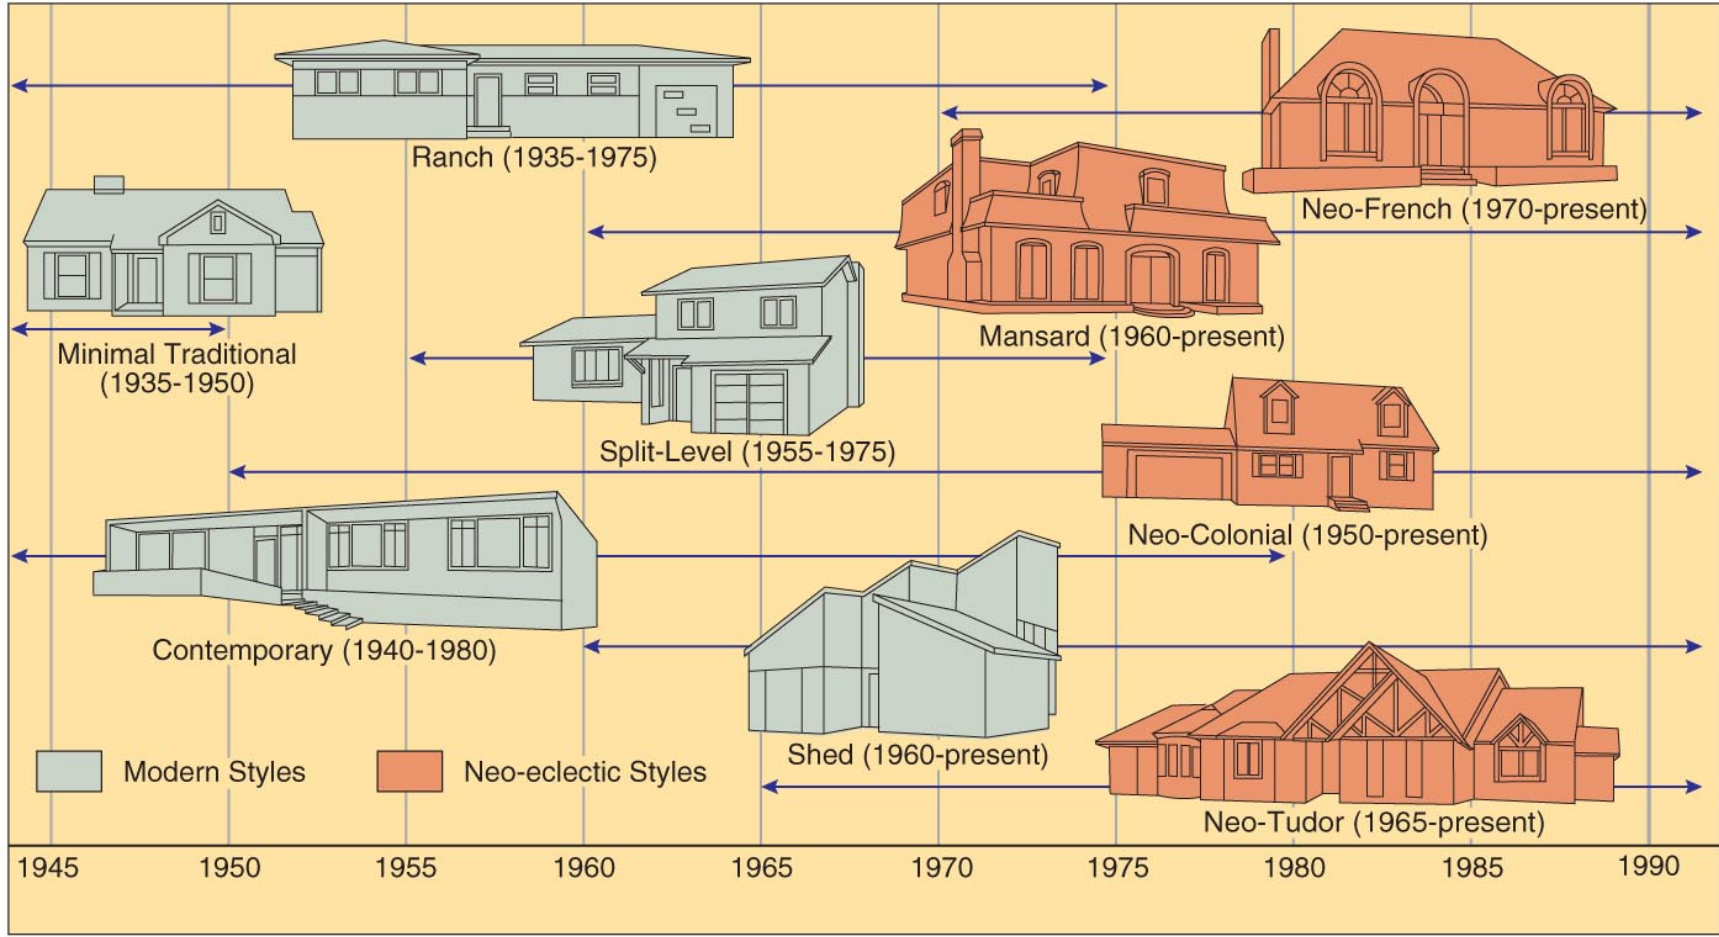 Ranch (1935-1975)
Neo-French (1970-present)
Mansard (1960-present)
Minimal Traditional
(1935-1950)
Split-Level (1955-1975)
Neo-Colonial (1950-present)
Contemporary (1940-1980)
Shed (1960-present)
Modern Styles
Neo-eclectic Styles
Neo-Tudor (1965-present)
1945 1950 1955 1960 1965 1970 1975 1980 1985 1990